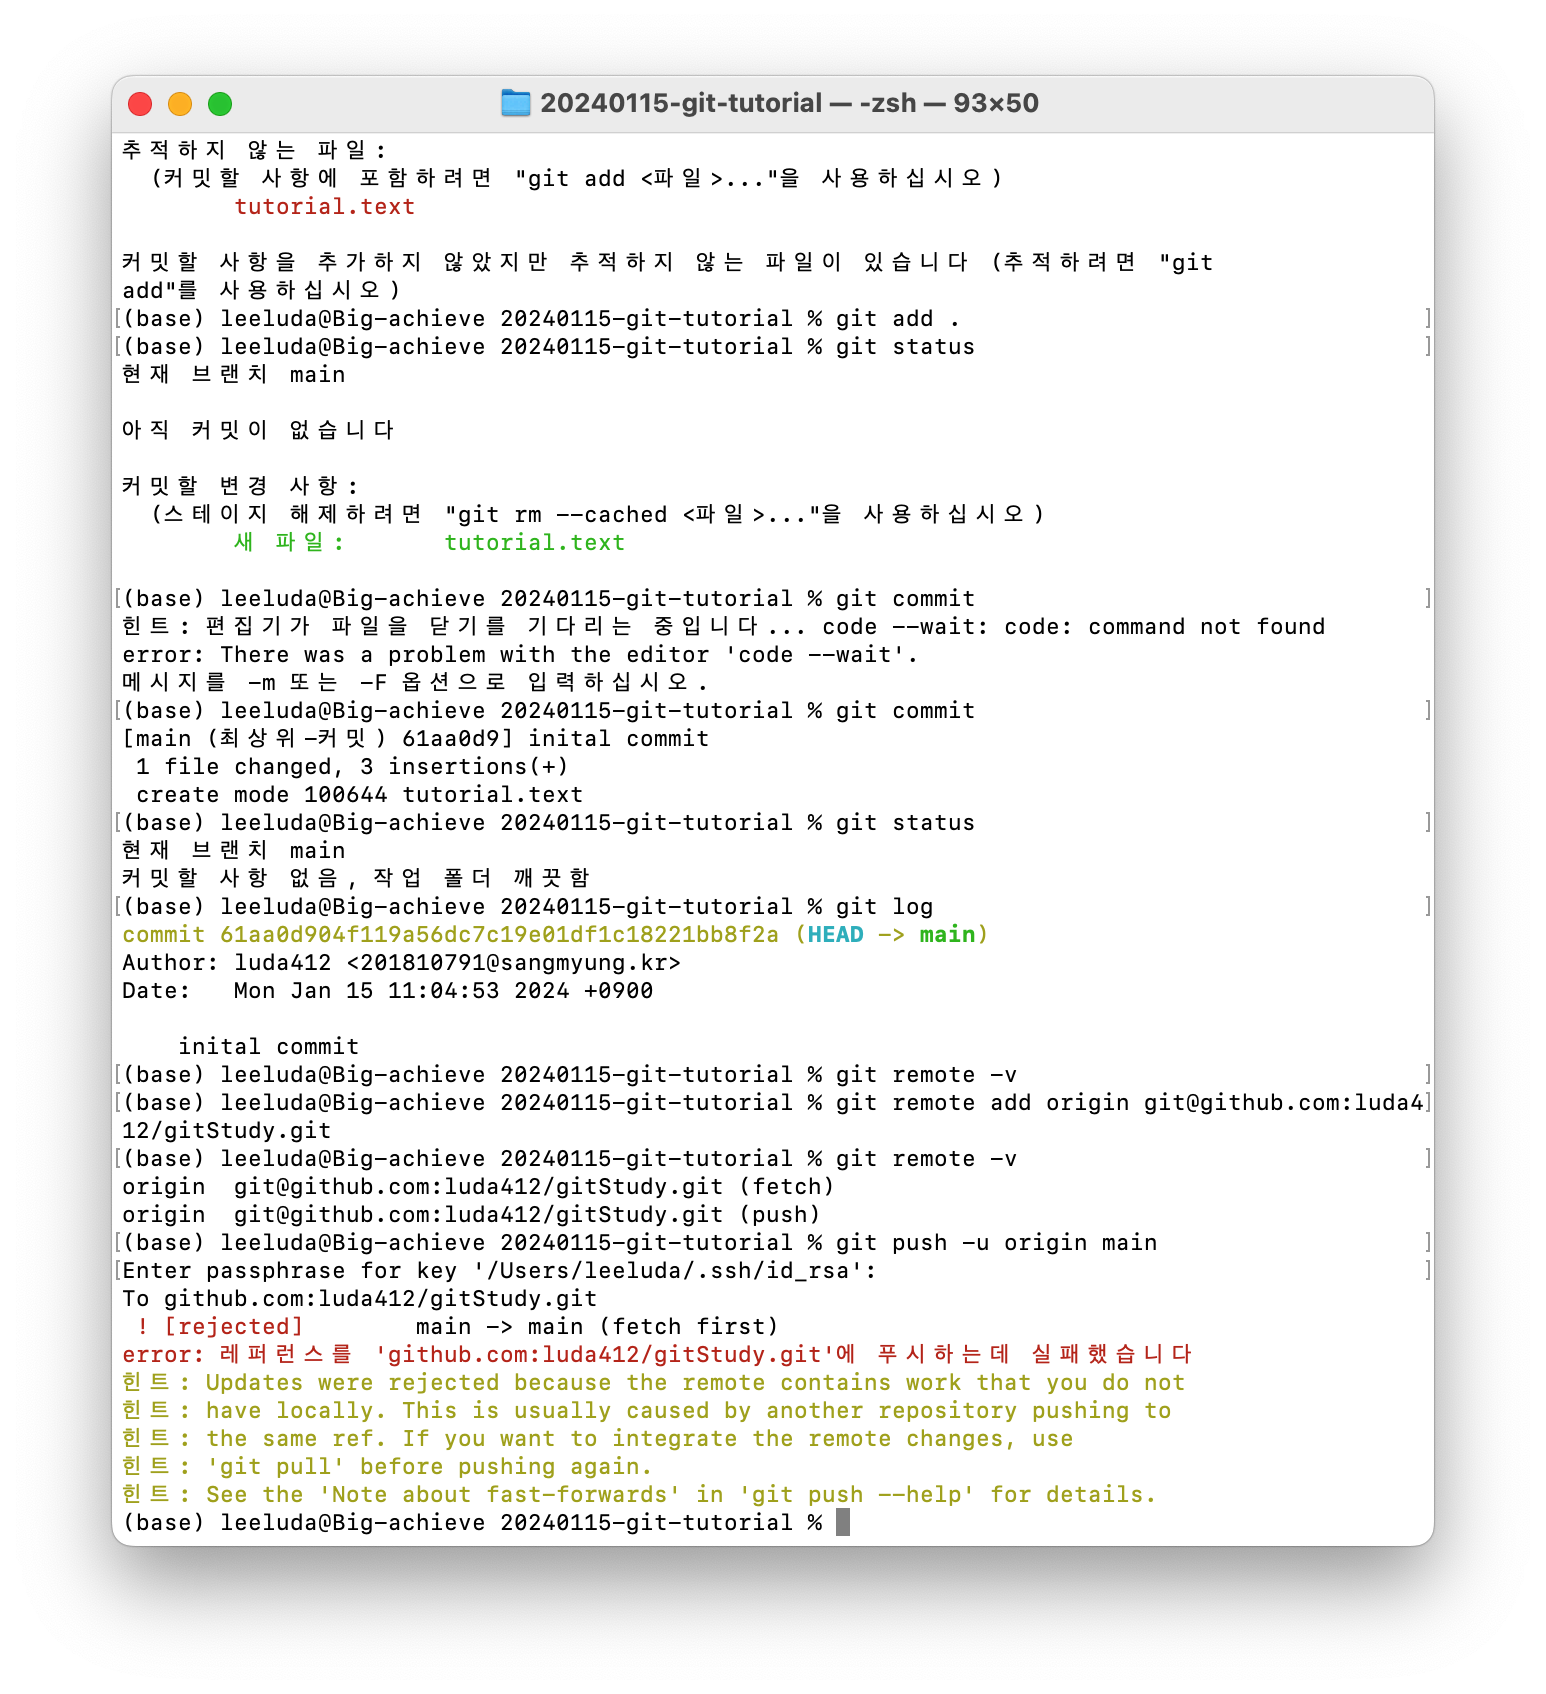 20240115-git-tutorial — -zsh — 93×50
추적하지 않는 파일:
  (커밋할 사항에 포함하려면 "git add <파일>..."을 사용하십시오)
        tutorial.text

커밋할 사항을 추가하지 않았지만 추적하지 않는 파일이 있습니다 (추적하려면 "git
add"를 사용하십시오)
[(base) leeluda@Big-achieve 20240115-git-tutorial % git add . ]
[(base) leeluda@Big-achieve 20240115-git-tutorial % git status ]
현재 브랜치 main

아직 커밋이 없습니다

커밋할 변경 사항:
  (스테이지 해제하려면 "git rm --cached <파일>..."을 사용하십시오)
        새 파일:       tutorial.text

[(base) leeluda@Big-achieve 20240115-git-tutorial % git commit ]
힌트: 편집기가 파일을 닫기를 기다리는 중입니다... code --wait: code: command not found
error: There was a problem with the editor 'code --wait'.
메시지를 -m 또는 -F 옵션으로 입력하십시오.
[(base) leeluda@Big-achieve 20240115-git-tutorial % git commit ]
[main (최상위-커밋) 61aa0d9] inital commit
 1 file changed, 3 insertions(+)
 create mode 100644 tutorial.text
[(base) leeluda@Big-achieve 20240115-git-tutorial % git status ]
현재 브랜치 main
커밋할 사항 없음, 작업 폴더 깨끗함
[(base) leeluda@Big-achieve 20240115-git-tutorial % git log ]
commit 61aa0d904f119a56dc7c19e01df1c18221bb8f2a (HEAD -> main)
Author: luda412 <201810791@sangmyung.kr>
Date:   Mon Jan 15 11:04:53 2024 +0900

    inital commit
[(base) leeluda@Big-achieve 20240115-git-tutorial % git remote -v ]
[(base) leeluda@Big-achieve 20240115-git-tutorial % git remote add origin git@github.com:luda4]
12/gitStudy.git
[(base) leeluda@Big-achieve 20240115-git-tutorial % git remote -v ]
origin  git@github.com:luda412/gitStudy.git (fetch)
origin  git@github.com:luda412/gitStudy.git (push)
[(base) leeluda@Big-achieve 20240115-git-tutorial % git push -u origin main ]
[Enter passphrase for key '/Users/leeluda/.ssh/id_rsa': ]
To github.com:luda412/gitStudy.git
 ! [rejected]        main -> main (fetch first)
error: 레퍼런스를 'github.com:luda412/gitStudy.git'에 푸시하는데 실패했습니다
힌트: Updates were rejected because the remote contains work that you do not
힌트: have locally. This is usually caused by another repository pushing to
힌트: the same ref. If you want to integrate the remote changes, use
힌트: 'git pull' before pushing again.
힌트: See the 'Note about fast-forwards' in 'git push --help' for details.
(base) leeluda@Big-achieve 20240115-git-tutorial %